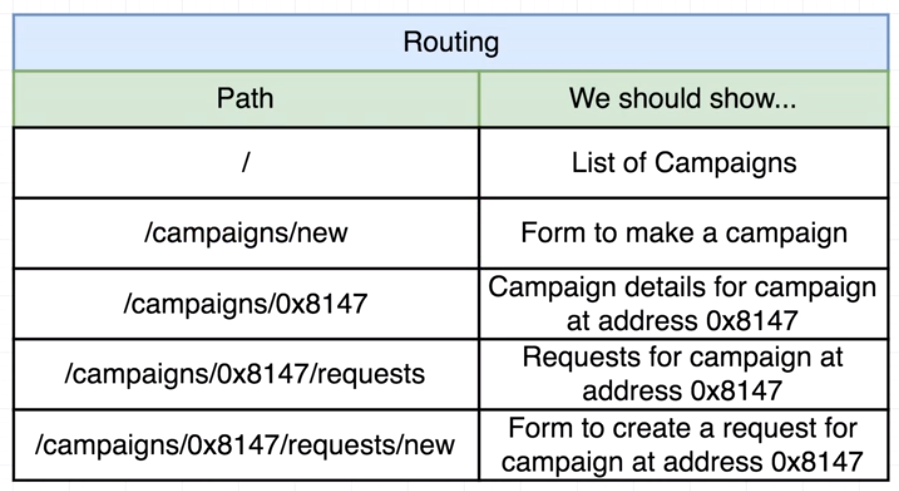 Routing
Path
We should show...
/
List of Campaigns
/campaigns/new
Form to make a campaign
/campaigns/0x8147
Campaign details for campaign
at address 0x8147
/campaigns/0x8147/requests
Requests for campaign at
address 0x8147
/campaigns/0x8147/requests/new
Form to create a request for
campaign at address 0x8147